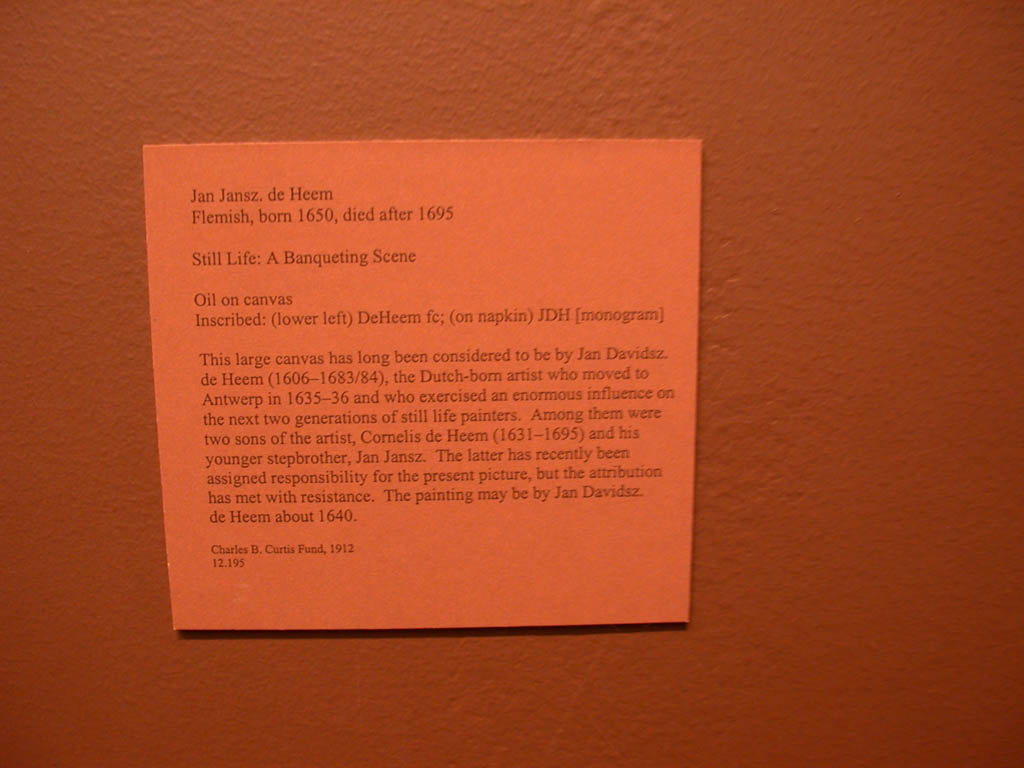 Jan Jansz. de Heem
Flemish, born 1650, died after 1695
Still Life: A Banqueting Scene
Oil on canvas
Inscribed: (lower left) DeHeem fc; (on napkin) JDH [monogram]
This large canvas has long been considered to be by Jan Davidsz.
de Heem (1606–1683/84), the Dutch-born artist who moved to
Antwerp in 1635–36 and who exercised an enormous influence on
the next two generations of still life painters. Among them were
two sons of the artist, Cornelis de Heem (1631–1695) and his
younger stepbrother, Jan Jansz. The latter has recently been
assigned responsibility for the present picture, but the attribution
has met with resistance. The painting may be by Jan Davidsz.
de Heem about 1640.
Charles B. Curtis Fund, 1912
12.195